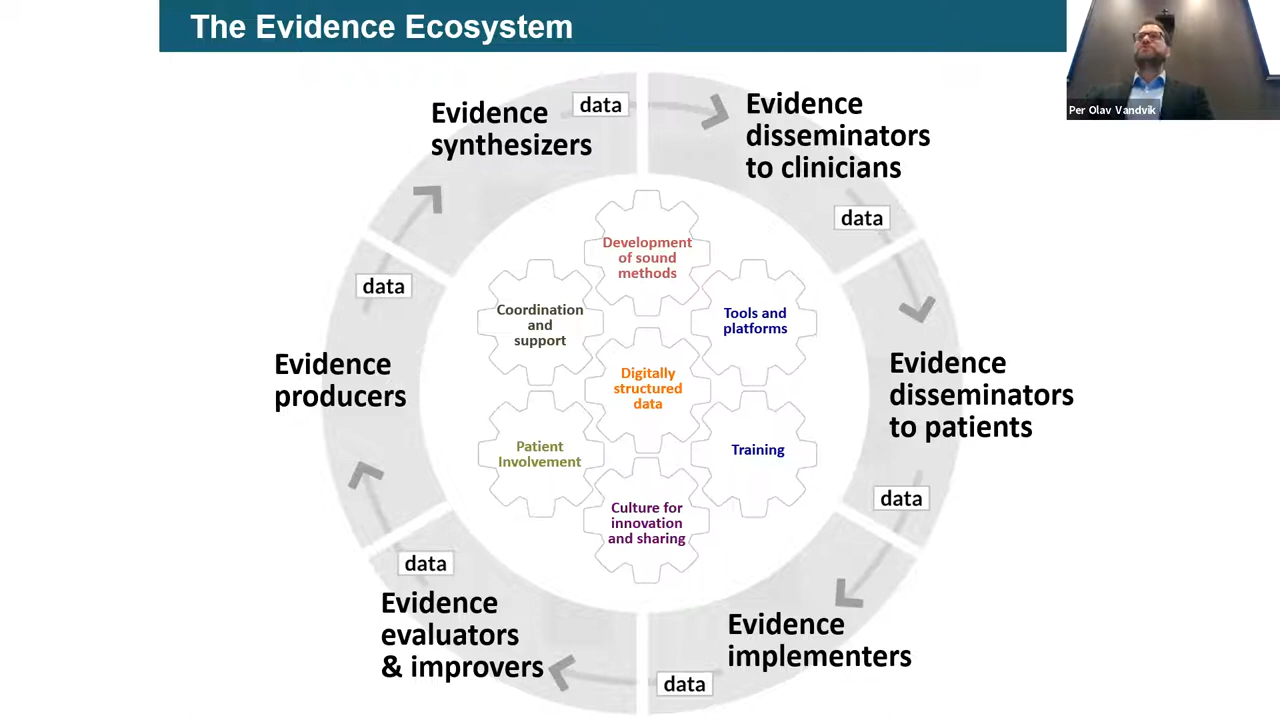 The Evidence Ecosystem
Per Olav Vandvik
Evidence
synthesizers
data
Evidence
disseminators
to clinicians
data
Evidence
disseminators
to patients
data
Evidence
implementers
data
Evidence
evaluators
& improvers
data
Evidence
producers
data
Development
of sound
methods
Tools and
platforms
Training
Culture for
innovation
and sharing
Patient
Involvement
Coordination
and
support
Digitally
structured
data